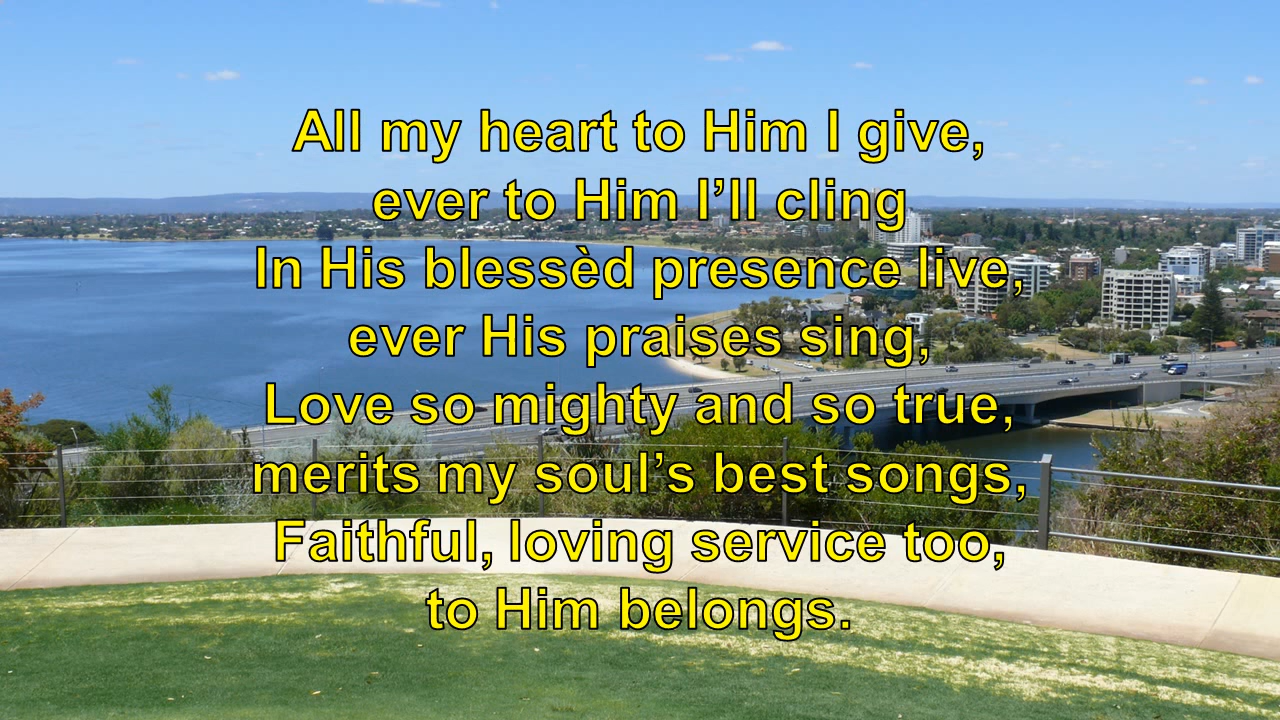 All my heart to Him I give,
ever to Him I’ll cling
In His blessèd presence live,
ever His praises sing,
Love so mighty and so true,
merits my soul’s best songs,
Faithful, loving service too,
to Him belongs.